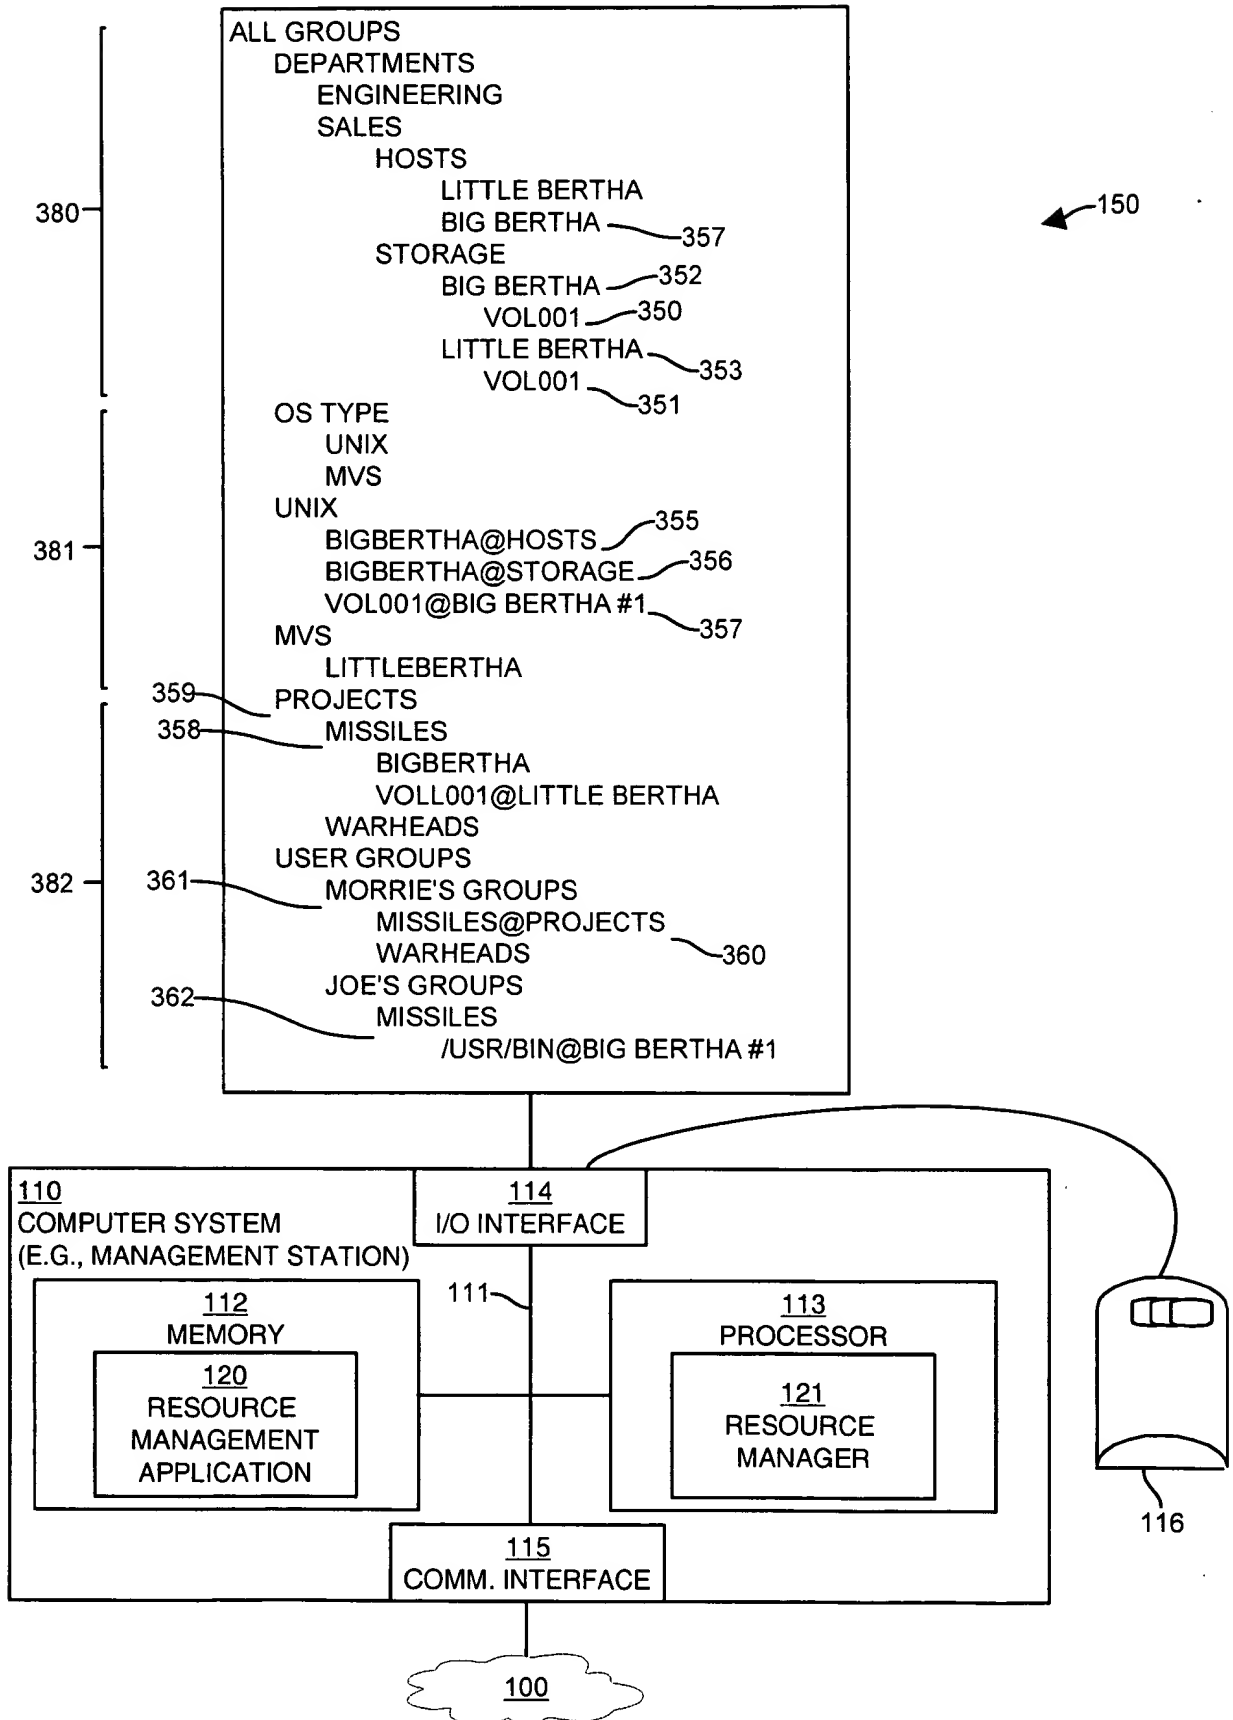 ALL GROUPS
DEPARTMENTS
ENGINEERING
SALES
HOSTS
LITTLE BERTHA
380
150
BIG BERTHA
357
STORAGE
BIG BERTHA
352
VOL001
350
LITTLE BERTHA
353
VOL001
351
OS TYPE
UNIX
MVS
UNIX
355
BIGBERTHA@HOSTS
381
BIGBERTHA@STORAGE
356
VOL001@BIG BERTHA #1
357
MVS
LITTLEBERTHA
359
PROJECTS
358
MISSILES
BIGBERTHA
VOLL001@LITTLE BERTHA
WARHEADS
USER GROUPS
382
361
MORRIE'S GROUPS
MISSILES@PROJECTS
WARHEADS
360
JOE'S GROUPS
362
MISSILES
/USR/BIN@BIG BERTHA #1
110
COMPUTER SYSTEM
(E.G., MANAGEMENT STATION)
114
I/O INTERFACE
111
112
MEMORY
113
PROCESSOR
120
RESOURCE
MANAGEMENT
APPLICATION
121
RESOURCE
MANAGER
116
115
COMM. INTERFACE
100